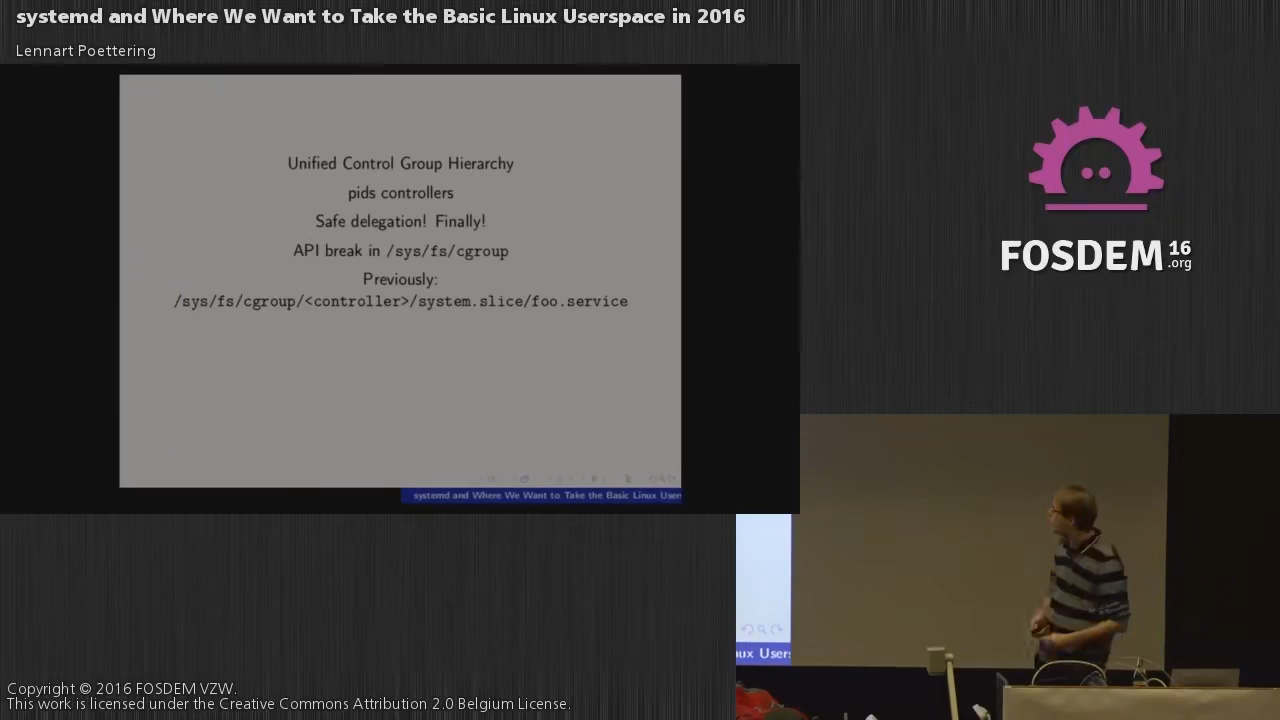 systemd and Where We Want to Take the Basic Linux Userspace in 2016
Lennart Poettering
Unified Control Group Hierarchy
pids controllers
Safe delegation! Finally!
API break in /sys/fs/cgroup
Previously:
/sys/fs/cgroup/<controller>/system.slice/foo.service
systemd and Where We Want to Take the Basic Linux Users
FOSDEM 16
.org
nux Users
Copyright © 2016 FOSDEM VZW.
This work is licensed under the Creative Commons Attribution 2.0 Belgium License.